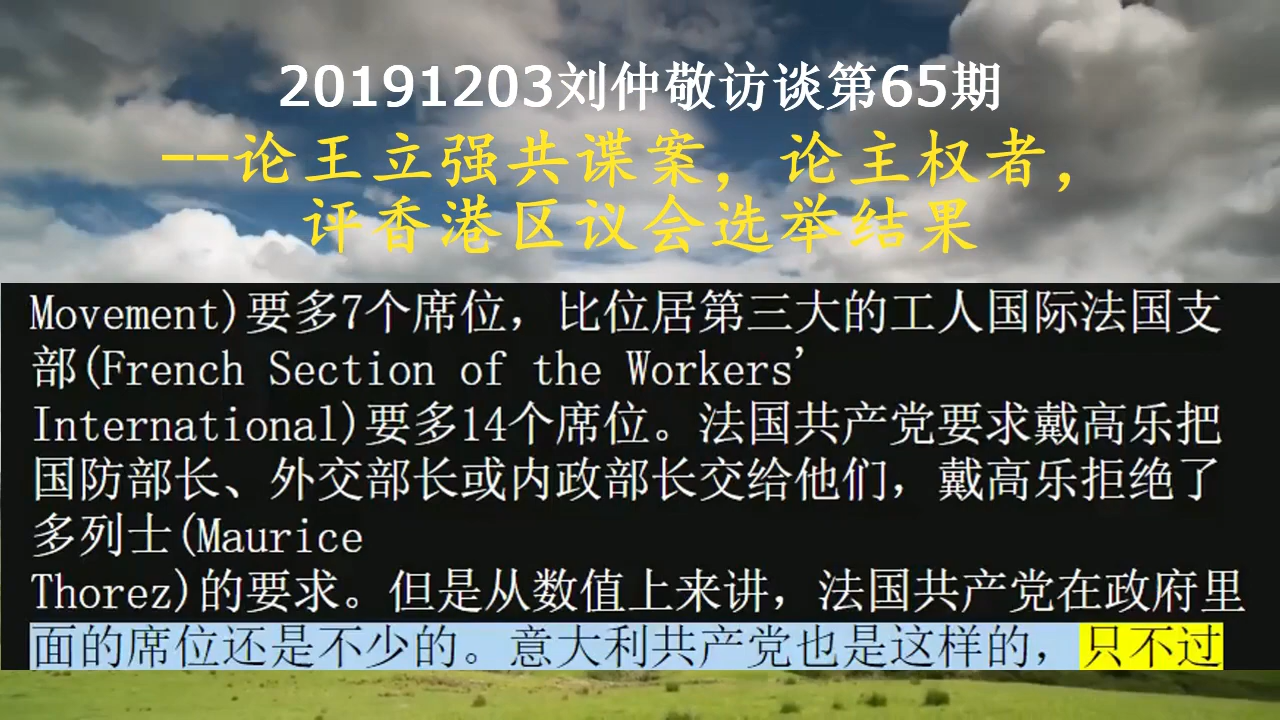 20191203刘仲敬访谈第65期
--论王立强共谍案，论主权者，
评香港区议会选举结果
Movement)要多7个席位，比位居第三大的工人国际法国支
部(French Section of the Workers'
International)要多14个席位。法国共产党要求戴高乐把
国防部长、外交部长或内政部长交给他们，戴高乐拒绝了
多列士(Maurice
Thorez)的要求。但是从数值上来讲，法国共产党在政府里
面的席位还是不少的。意大利共产党也是这样的，只不过